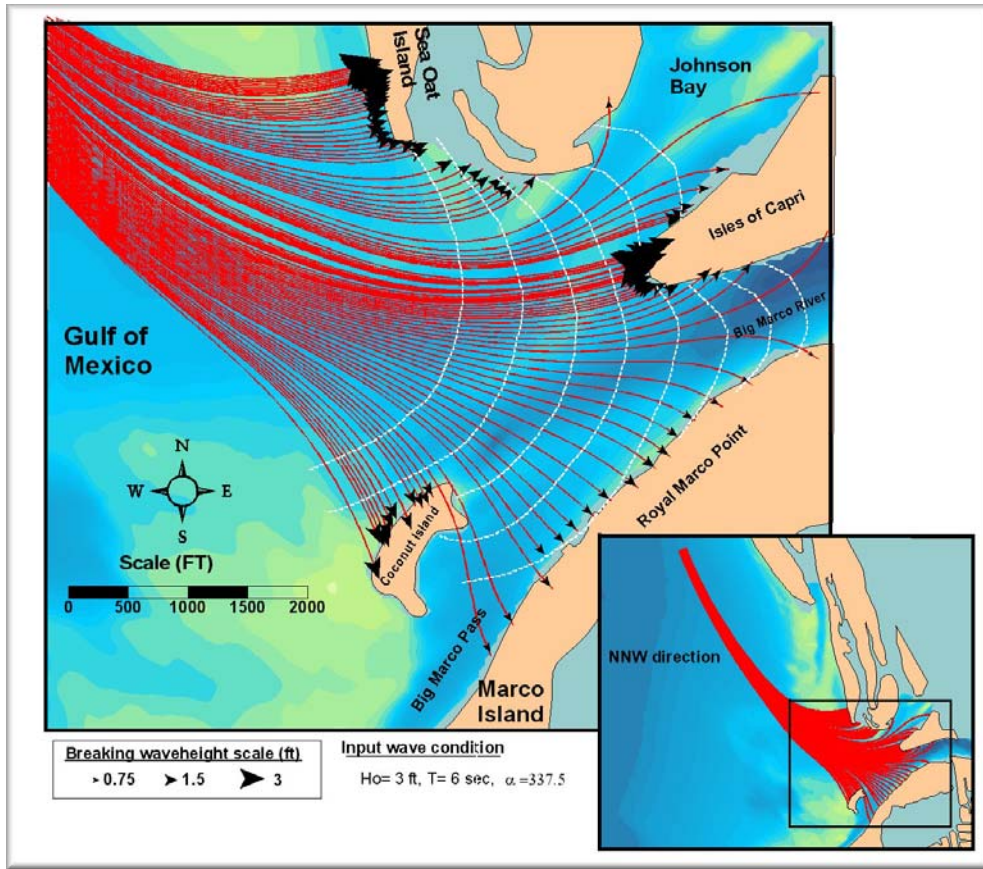 Sea Oat
Island
Johnson
Bay
Isles of Capri
Big Marco River
Gulf of
Mexico
N
W E
S
Royal Marco Point
Coconut Island
Scale (FT)
0 500 1000 1500 2000
Big Marco Pass
Marco
Island
NNW direction
Breaking waveheight scale (ft)
0.75 1.5 3
Input wave condition
Ho= 3 ft, T= 6 sec, α =337.5